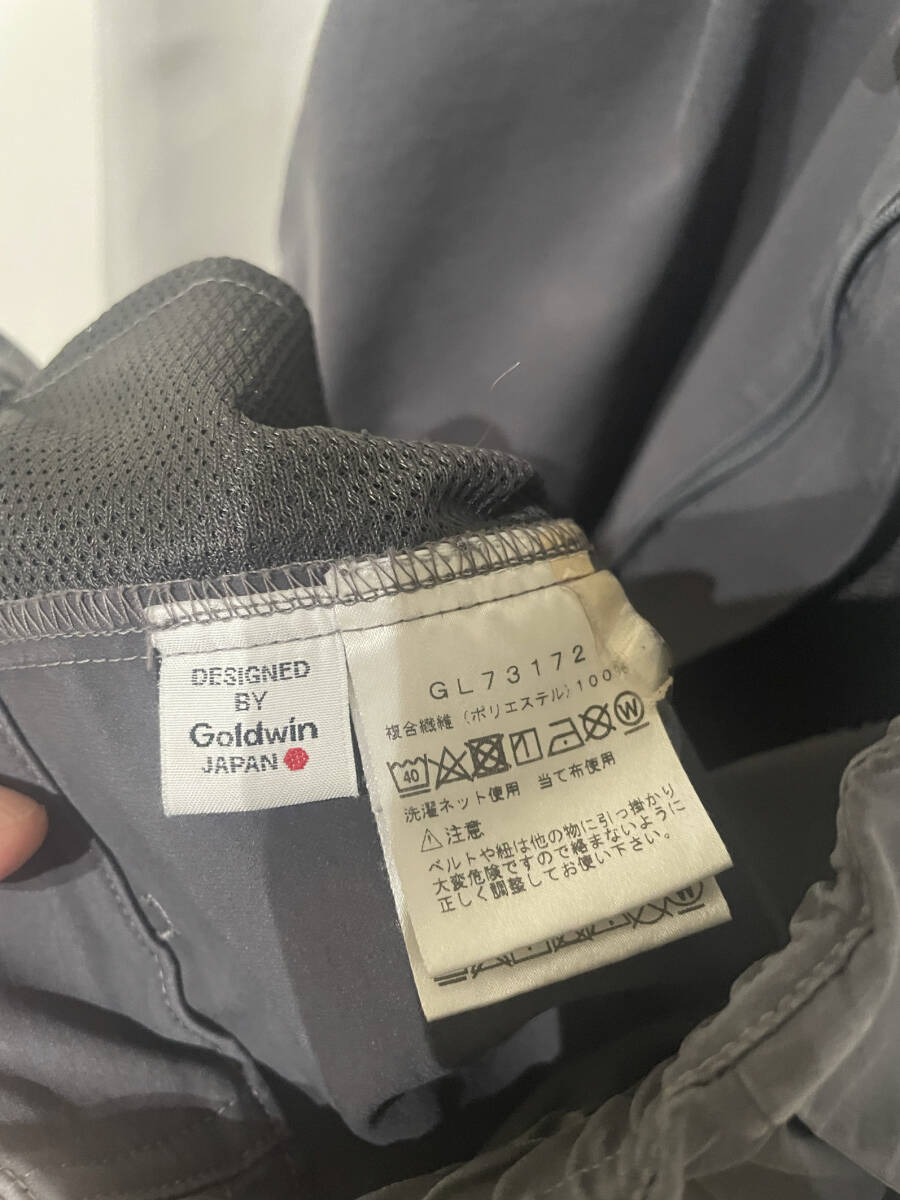 DESIGNED
BY
Goldwin
JAPAN
GL73172
複合繊維(ポリエステル)100%
40 W
洗濯ネット使用 当て布使用
注意
ベルトや紐は他の物に引っ掛かり
大変危険ですので絡まないように
正しく調整してお使い下さい。
W